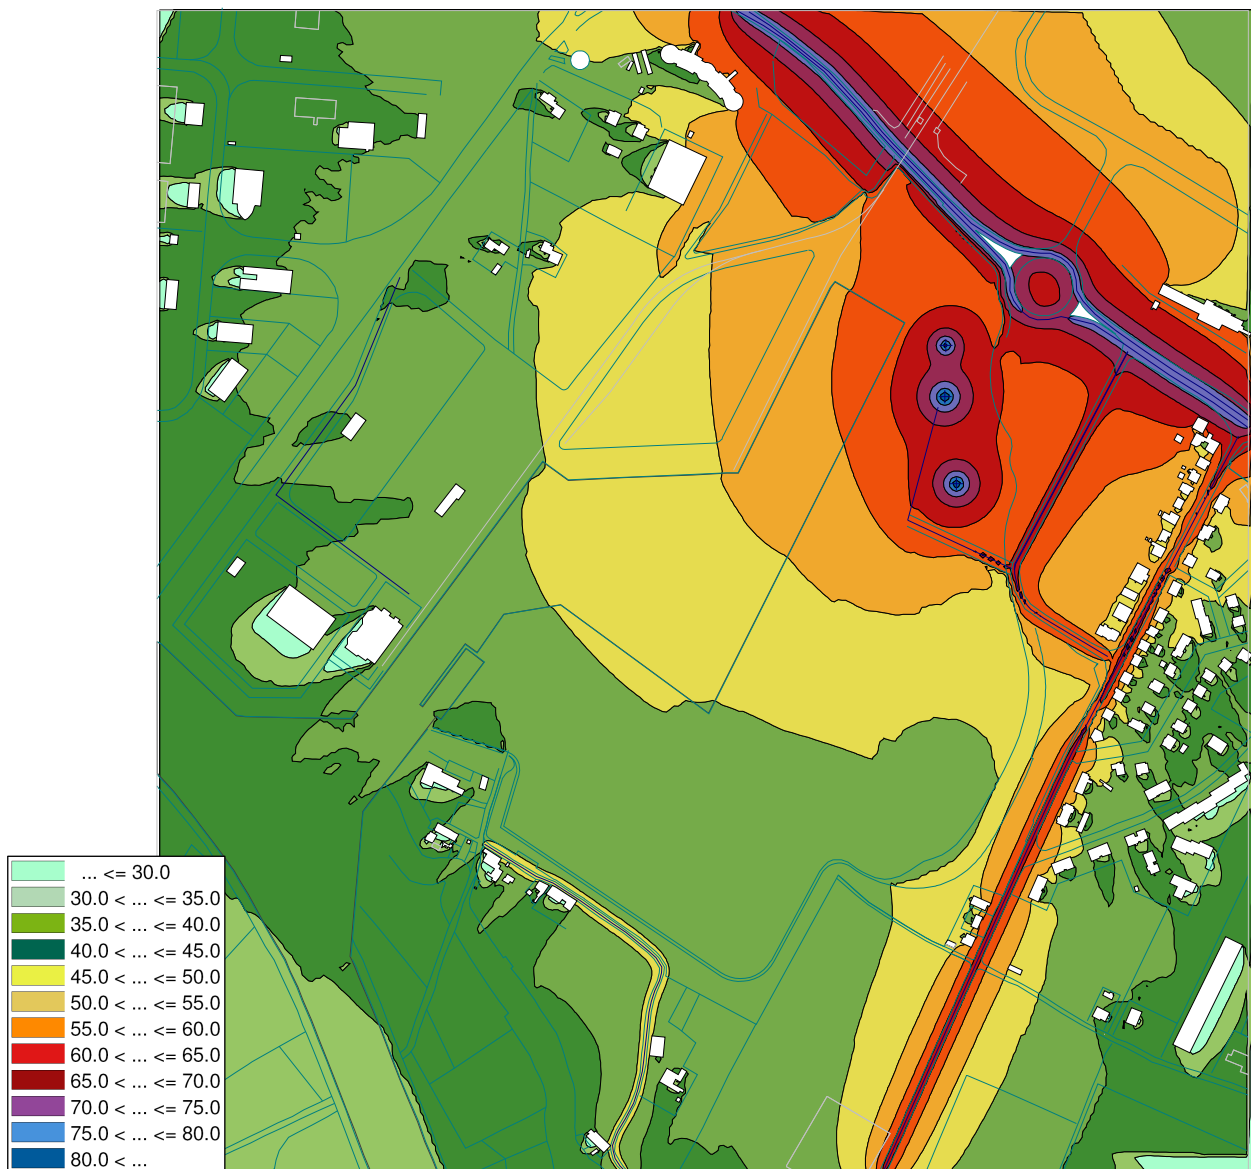 ... <= 30.0
30.0 < ... <= 35.0
35.0 < ... <= 40.0
40.0 < ... <= 45.0
45.0 < ... <= 50.0
50.0 < ... <= 55.0
55.0 < ... <= 60.0
60.0 < ... <= 65.0
65.0 < ... <= 70.0
70.0 < ... <= 75.0
75.0 < ... <= 80.0
80.0 < ...